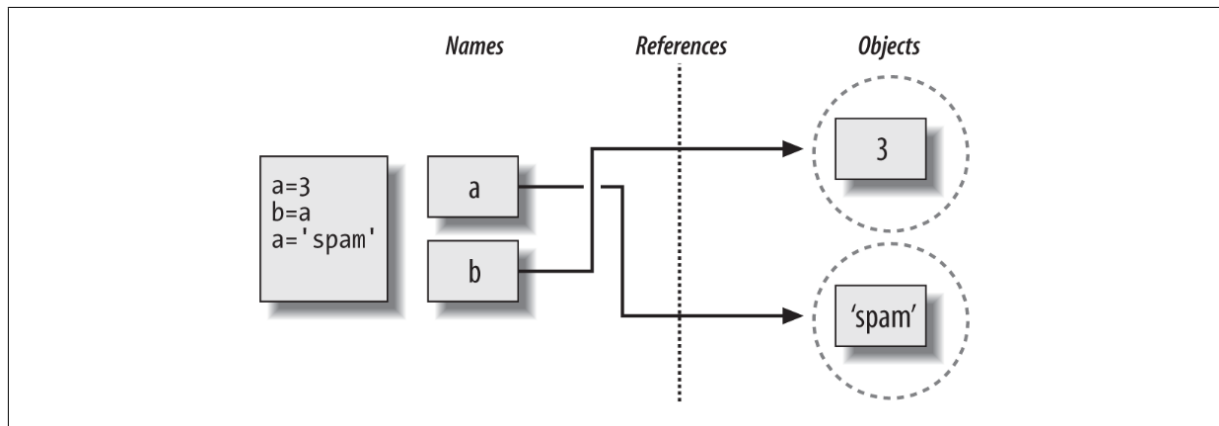 Names References Objects
a=3
b=a
a='spam'
a
b
3
‘spam’